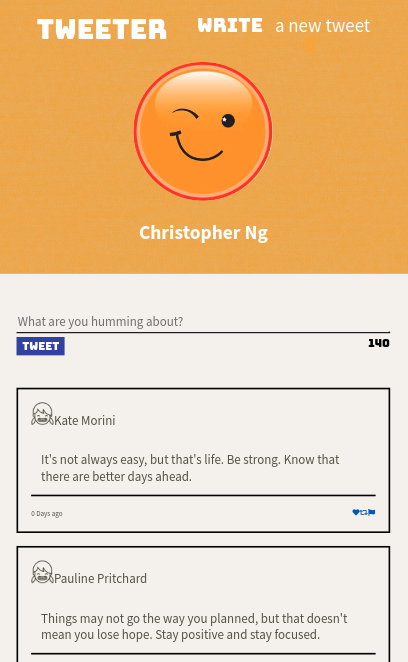 TWEETER
WRITE a new tweet
Christopher Ng
What are you humming about?
TWEET
140
Kate Morini
It's not always easy, but that's life. Be strong. Know that
there are better days ahead.
0 Days ago
Pauline Pritchard
Things may not go the way you planned, but that doesn't
mean you lose hope. Stay positive and stay focused.